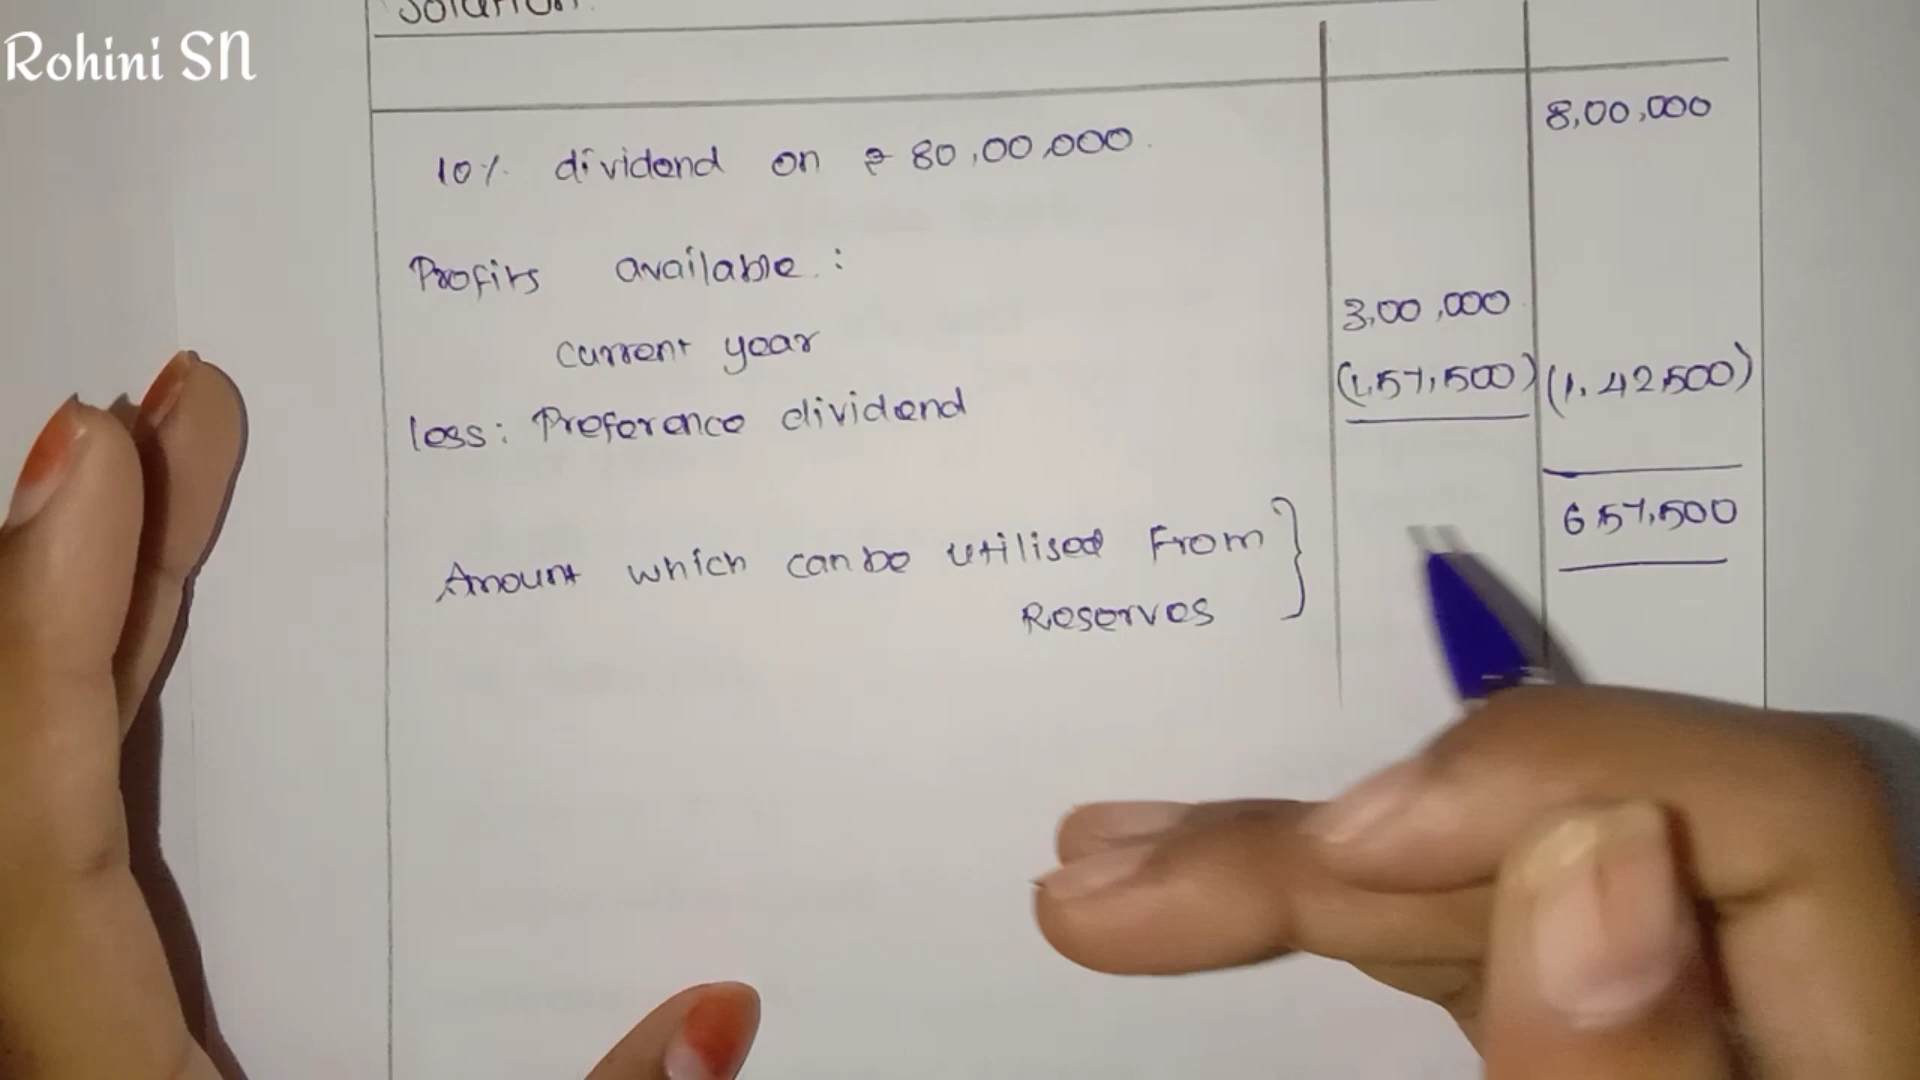 Solution.
Rohini SN
8,00,000
10% dividend on ₹ 80,00,000.
Profits available :
3,00,000
current year
(1,57,500) (1,42,500)
less: Preference dividend
6,57,500
Amount which can be utilised From
Reserves